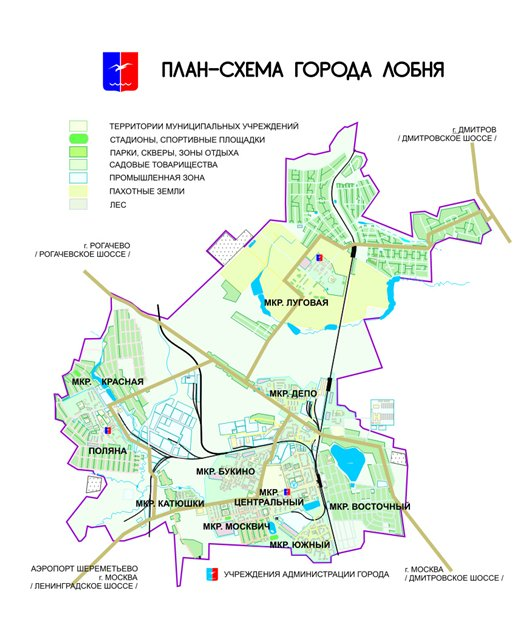 ПЛАН-СХЕМА ГОРОДА ЛОБНЯ
ТЕРРИТОРИИ МУНИЦИПАЛЬНЫХ УЧРЕЖДЕНИЙ
СТАДИОНЫ, СПОРТИВНЫЕ ПЛОЩАДКИ
ПАРКИ, СКВЕРЫ, ЗОНЫ ОТДЫХА
САДОВЫЕ ТОВАРИЩЕСТВА
ПРОМЫШЛЕННАЯ ЗОНА
ПАХОТНЫЕ ЗЕМЛИ
ЛЕС
г. ДМИТРОВ
/ ДМИТРОВСКОЕ ШОССЕ /
г. РОГАЧЕВО
/ РОГАЧЕВСКОЕ ШОССЕ /
МКР. ЛУГОВАЯ
МКР. КРАСНАЯ
МКР. ДЕПО
ПОЛЯНА
МКР. БУКИНО
МКР. КАТЮШКИ
МКР.
ЦЕНТРАЛЬНЫЙ
МКР. ВОСТОЧНЫЙ
МКР. МОСКВИЧ
МКР. ЮЖНЫЙ
АЭРОПОРТ ШЕРЕМЕТЬЕВО
г. МОСКВА
/ ЛЕНИНГРАДСКОЕ ШОССЕ /
УЧРЕЖДЕНИЯ АДМИНИСТРАЦИИ ГОРОДА
г. МОСКВА
/ ДМИТРОВСКОЕ ШОССЕ /